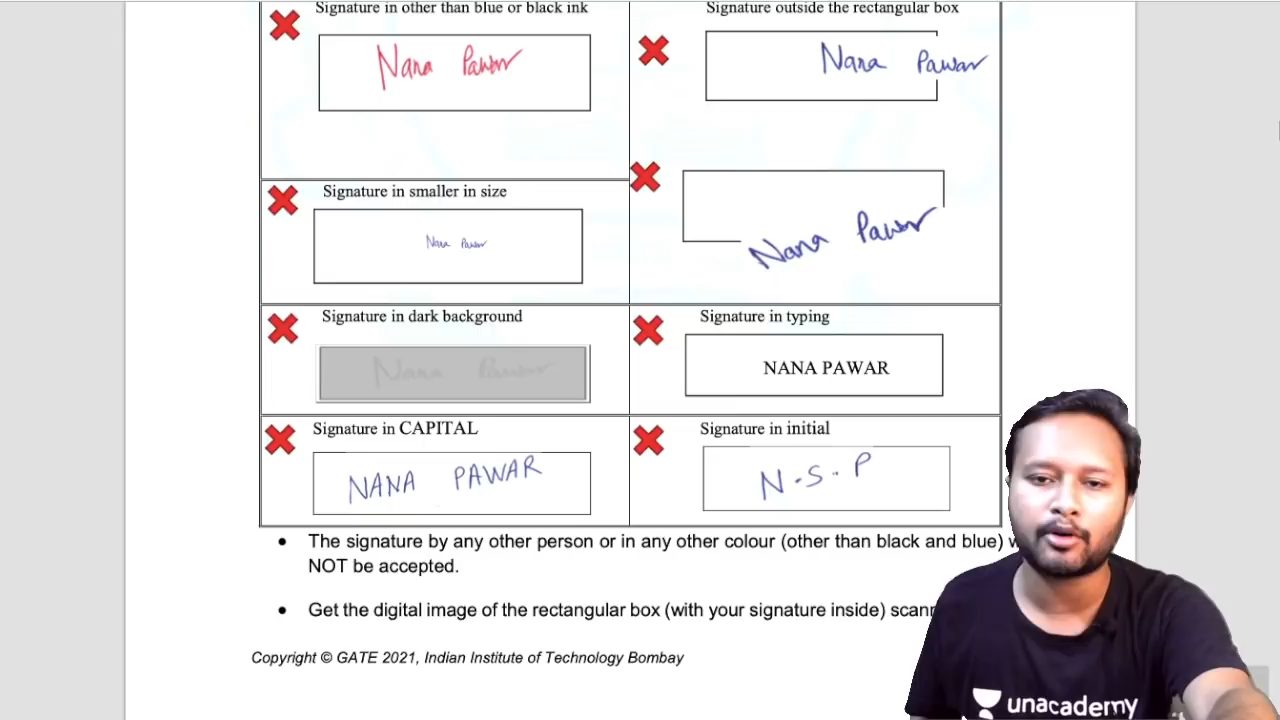 Signature in other than blue or black ink
Nana Pawar
Signature outside the rectangular box
Nana Pawar
Nana Pawar
Signature in smaller in size
Nana Pawar
Signature in dark background
Nana Pawar
Signature in typing
NANA PAWAR
Signature in CAPITAL
NANA PAWAR
Signature in initial
N.S.P
The signature by any other person or in any other colour (other than black and blue)
NOT be accepted.
Get the digital image of the rectangular box (with your signature inside)
Copyright © GATE 2021, Indian Institute of Technology Bombay
unacademy